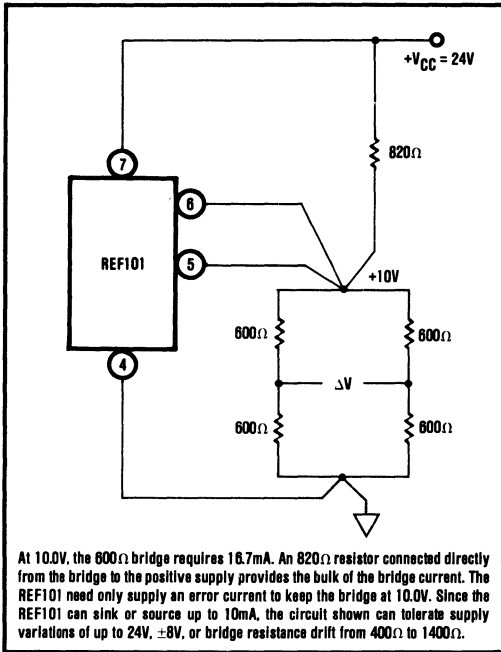 +VCC = 24V
820Ω
7
6
REF101
5
+10V
4
600Ω
600Ω
ΔV
600Ω
600Ω
At 10.0V, the 600Ω bridge requires 16.7mA. An 820Ω resistor connected directly
from the bridge to the positive supply provides the bulk of the bridge current. The
REF101 need only supply an error current to keep the bridge at 10.0V. Since the
REF101 can sink or source up to 10mA, the circuit shown can tolerate supply
variations of up to 24V, ±8V, or bridge resistance drift from 400Ω to 1400Ω.